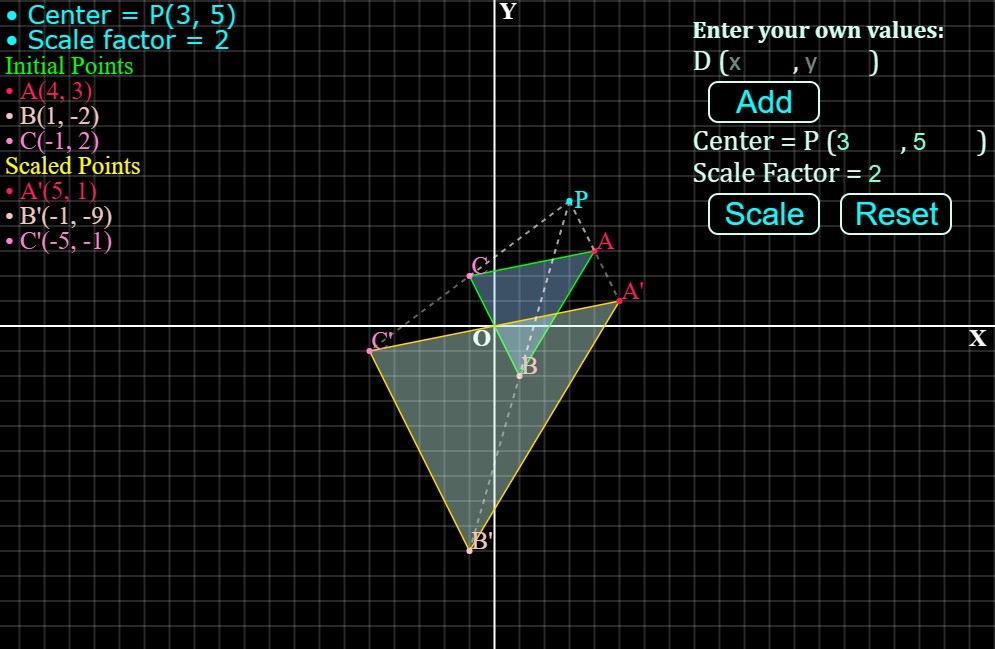 • Center = P(3, 5)
• Scale factor = 2
Initial Points
• A(4, 3)
• B(1, -2)
• C(-1, 2)
Scaled Points
• A'(5, 1)
• B'(-1, -9)
• C'(-5, -1)
Y
Enter your own values:
D (x , y )
Add
Center = P (3 , 5 )
Scale Factor = 2
Scale Reset
P
A
C
A'
O
X
C'
B
B'